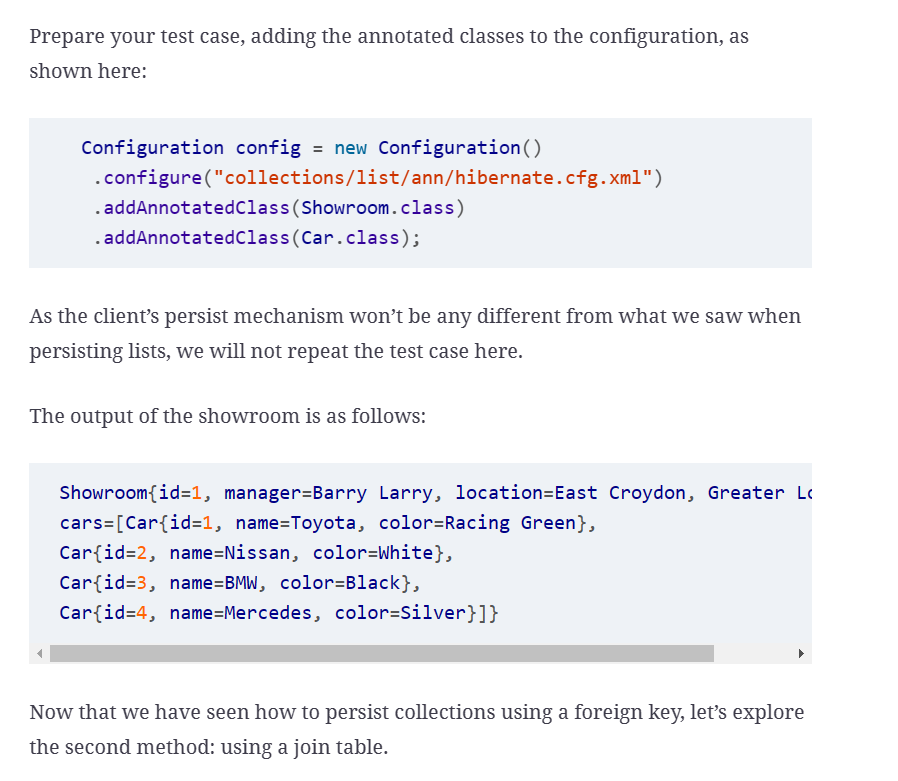 Prepare your test case, adding the annotated classes to the configuration, as
shown here:
Configuration config = new Configuration()
.configure("collections/list/ann/hibernate.cfg.xml")
.addAnnotatedClass(Showroom.class)
.addAnnotatedClass(Car.class);
As the client’s persist mechanism won’t be any different from what we saw when
persisting lists, we will not repeat the test case here.
The output of the showroom is as follows:
Showroom{id=1, manager=Barry Larry, location=East Croydon, Greater
cars=[Car{id=1, name=Toyota, color=Racing Green},
Car{id=2, name=Nissan, color=White},
Car{id=3, name=BMW, color=Black},
Car{id=4, name=Mercedes, color=Silver}]}
Now that we have seen how to persist collections using a foreign key, let’s explore
the second method: using a join table.